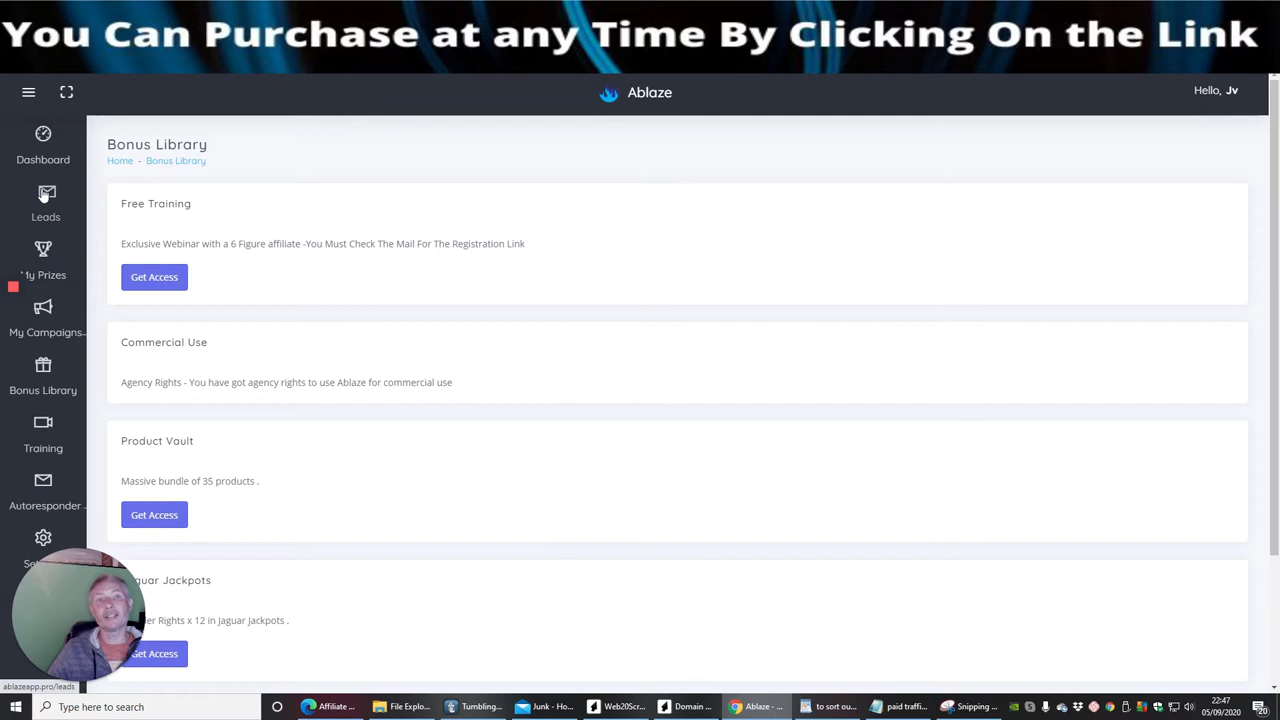 You Can Purchase at any Time By Clicking On the Link
Ablaze
Hello, Jv
Dashboard
Leads
My Prizes
My Campaigns..
Bonus Library
Training
Autoresponder..
Bonus Library
Home - Bonus Library
Free Training
Exclusive Webinar with a 6 Figure affiliate -You Must Check The Mail For The Registration Link
Get Access
Commercial Use
Agency Rights - You have got agency rights to use Ablaze for commercial use
Product Vault
Massive bundle of 35 products .
Get Access
guar Jackpots
er Rights x 12 in Jaguar Jackpots .
Get Access
ablazeapp.pro/leads
Type here to search
Affiliate ...
File Explo...
Tumbling...
Junk - Ho...
Web20Scr...
Domain ...
Ablaze - ...
to sort ou...
paid traffi...
Snipping ...
22:47
05/09/2020
20